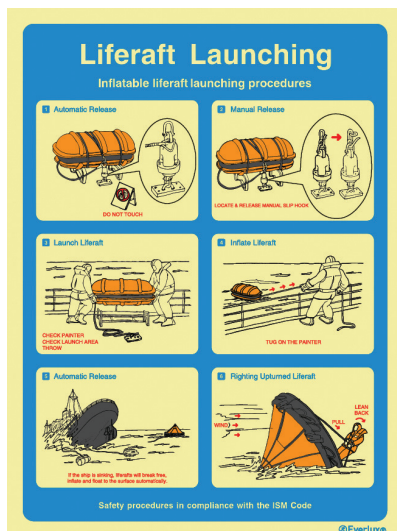 Liferaft Launching
Inflatable liferaft launching procedures
1 Automatic Release
DO NOT TOUCH
2 Manual Release
LOCATE & RELEASE MANUAL SLIP HOOK
3 Launch Liferaft
CHECK PAINTER
CHECK LAUNCH AREA
THROW
4 Inflate Liferaft
TUG ON THE PAINTER
5 Automatic Release
If the ship is sinking, liferafts will break free,
inflate and float to the surface automatically.
6 Righting Upturned Liferaft
WIND
PULL
LEAN
BACK
Safety procedures in compliance with the ISM Code
Everlux